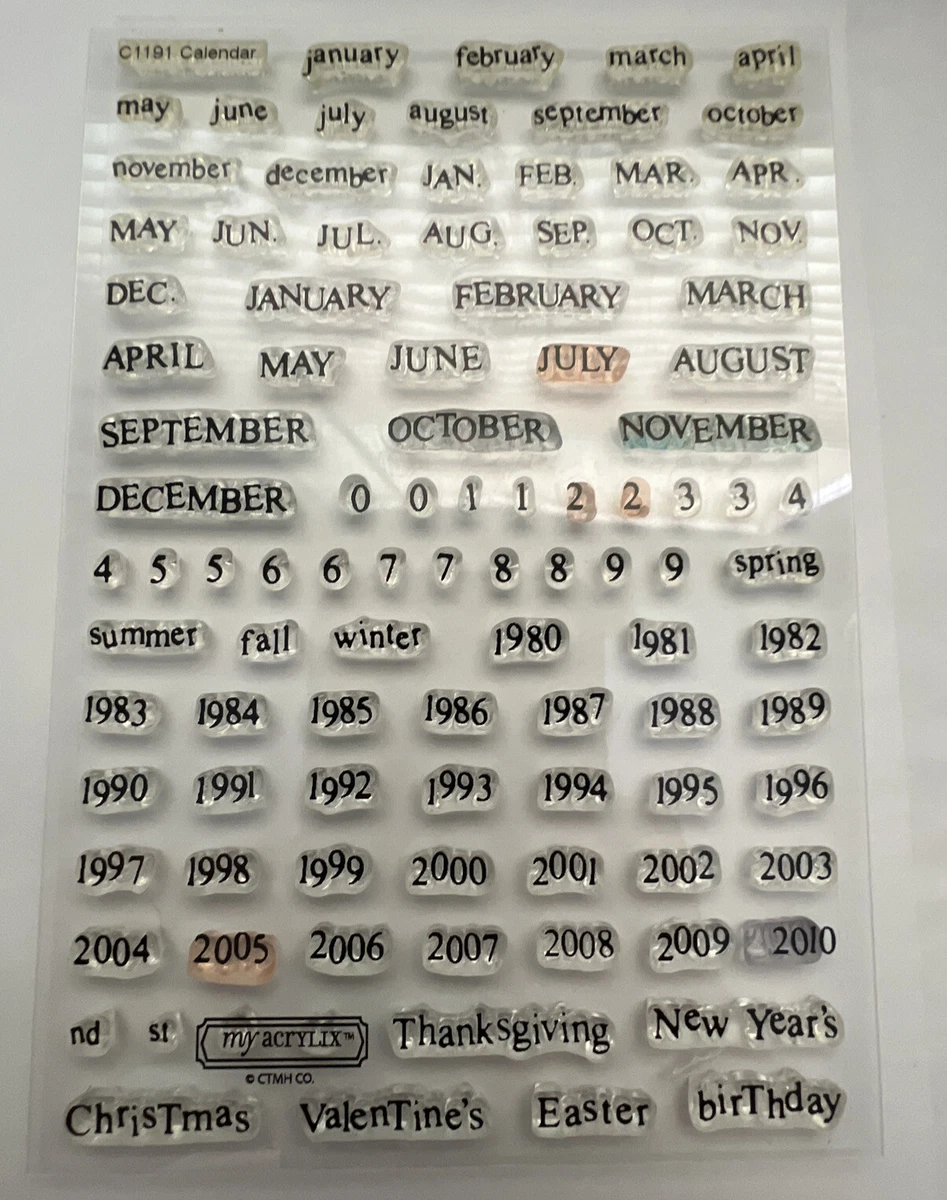 C1191 Calendar january february march april
may june july august september october
november december JAN. FEB. MAR. APR.
MAY JUN. JUL. AUG. SEP. OCT. NOV.
DEC. JANUARY FEBRUARY MARCH
APRIL MAY JUNE JULY AUGUST
SEPTEMBER OCTOBER NOVEMBER
DECEMBER 0 0 1 1 2 2 3 3 4
4 5 5 6 6 7 7 8 8 9 9 spring
summer fall winter 1980 1981 1982
1983 1984 1985 1986 1987 1988 1989
1990 1991 1992 1993 1994 1995 1996
1997 1998 1999 2000 2001 2002 2003
2004 2005 2006 2007 2008 2009 2010
nd st my acrylix™ Thanksgiving New Year's
© CTMH CO.
ChrisTmas ValenTine's Easter birThday